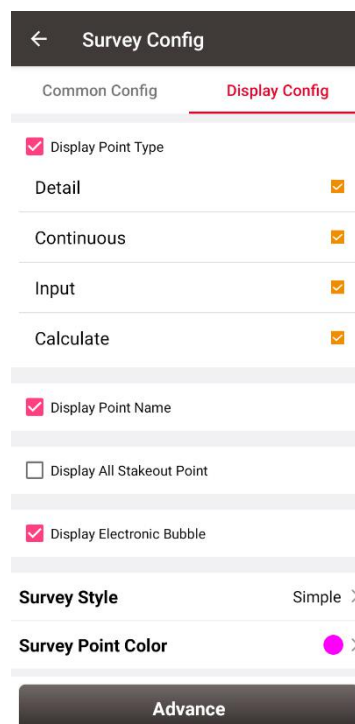 Survey Config
Common Config Display Config
Display Point Type
Detail
Continuous
Input
Calculate
Display Point Name
Display All Stakeout Point
Display Electronic Bubble
Survey Style Simple
Survey Point Color
Advance